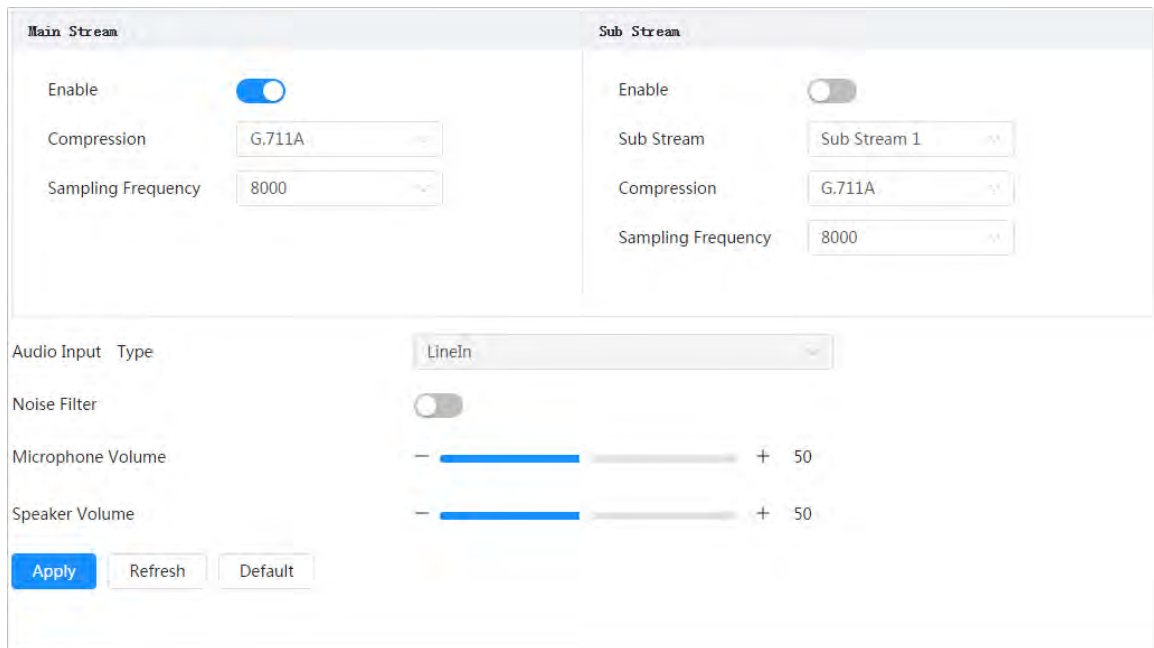 Main Stream
Enable
Compression G.711A
Sampling Frequency 8000
Sub Stream
Enable
Sub Stream Sub Stream 1
Compression G.711A
Sampling Frequency 8000
Audio Input Type LineIn
Noise Filter
Microphone Volume − + 50
Speaker Volume − + 50
Apply Refresh Default